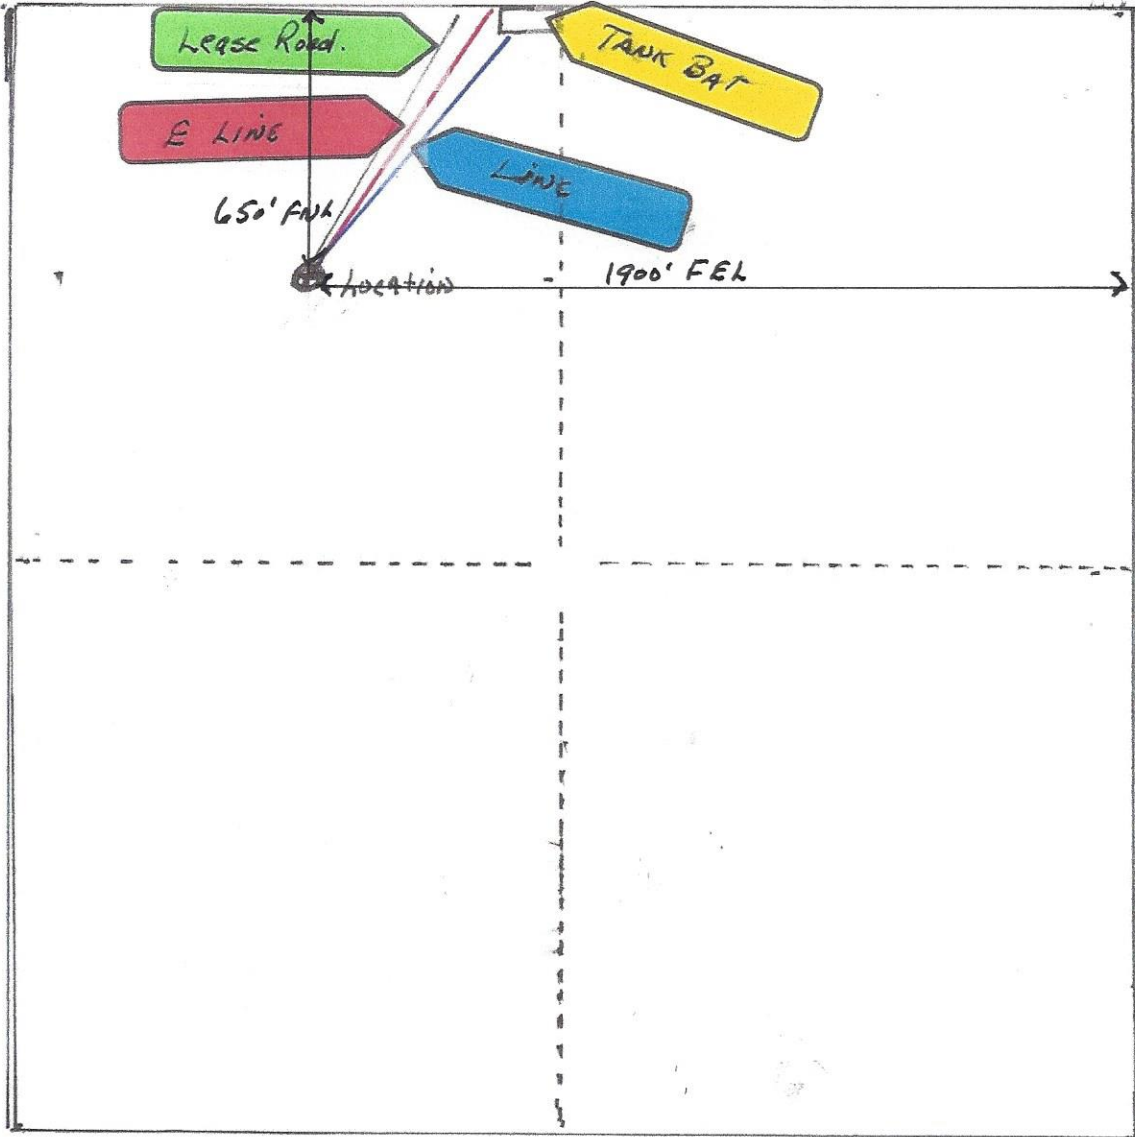 Lease Road.
TANK BAT
E LINE
LINE
650' FNL
Location
1900' FEL